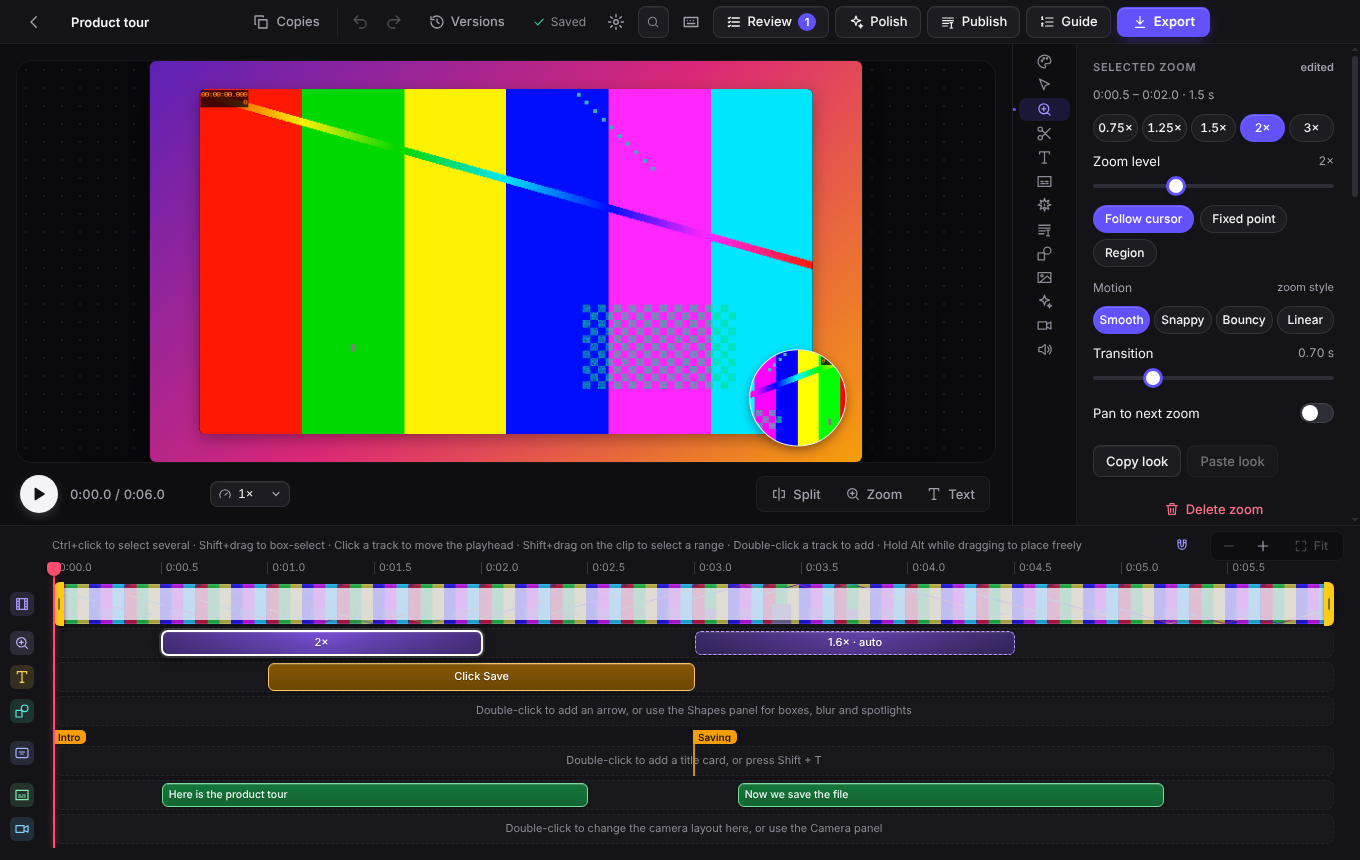 Product tour
Copies
Versions
Saved
Review 1
Polish
Publish
Guide
Export
00:00:00.000
0
SELECTED ZOOM
edited
0:00.5 – 0:02.0 · 1.5 s
0.75×
1.25×
1.5×
2×
3×
Zoom level
2×
Follow cursor
Fixed point
Region
Motion
zoom style
Smooth
Snappy
Bouncy
Linear
Transition
0.70 s
Pan to next zoom
Copy look
Paste look
Delete zoom
0:00.0 / 0:06.0
1×
Split
Zoom
Text
Ctrl+click to select several · Shift+drag to box-select · Click a track to move the playhead · Shift+drag on the clip to select a range · Double-click a track to add · Hold Alt while dragging to place freely
Fit
0:00.0
0:00.5
0:01.0
0:01.5
0:02.0
0:02.5
0:03.0
0:03.5
0:04.0
0:04.5
0:05.0
0:05.5
2×
1.6× · auto
Click Save
Double-click to add an arrow, or use the Shapes panel for boxes, blur and spotlights
Intro
Saving
Double-click to add a title card, or press Shift + T
Here is the product tour
Now we save the file
Double-click to change the camera layout here, or use the Camera panel